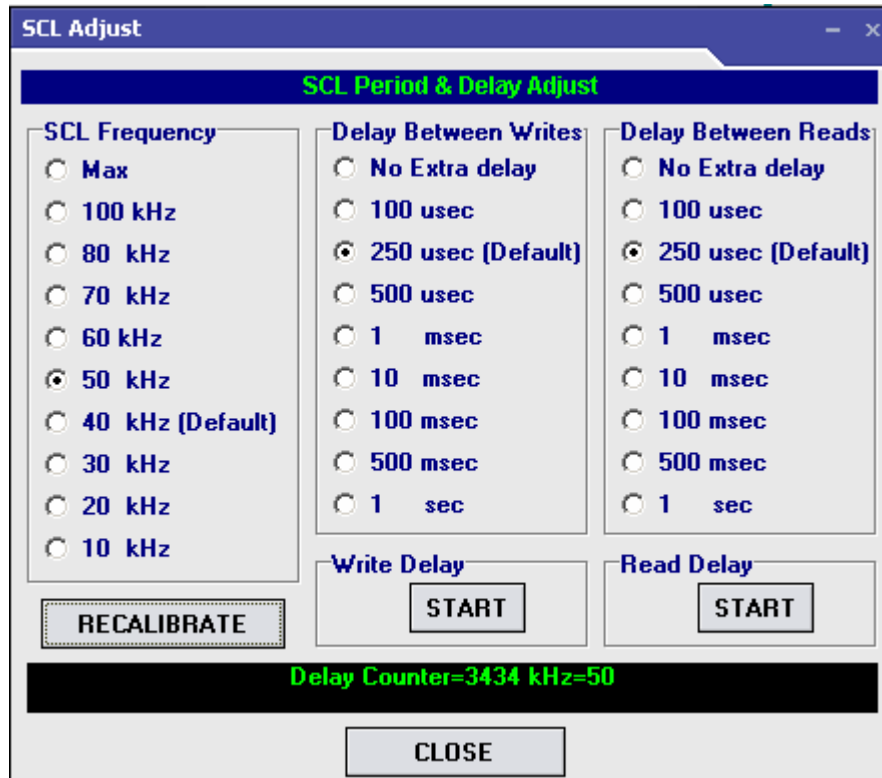 SCL Adjust
SCL Period & Delay Adjust
SCL Frequency
Max
100 kHz
80 kHz
70 kHz
60 kHz
50 kHz
40 kHz (Default)
30 kHz
20 kHz
10 kHz
RECALIBRATE
Delay Between Writes
No Extra delay
100 usec
250 usec (Default)
500 usec
1 msec
10 msec
100 msec
500 msec
1 sec
Write Delay
START
Delay Between Reads
No Extra delay
100 usec
250 usec (Default)
500 usec
1 msec
10 msec
100 msec
500 msec
1 sec
Read Delay
START
Delay Counter=3434 kHz=50
CLOSE